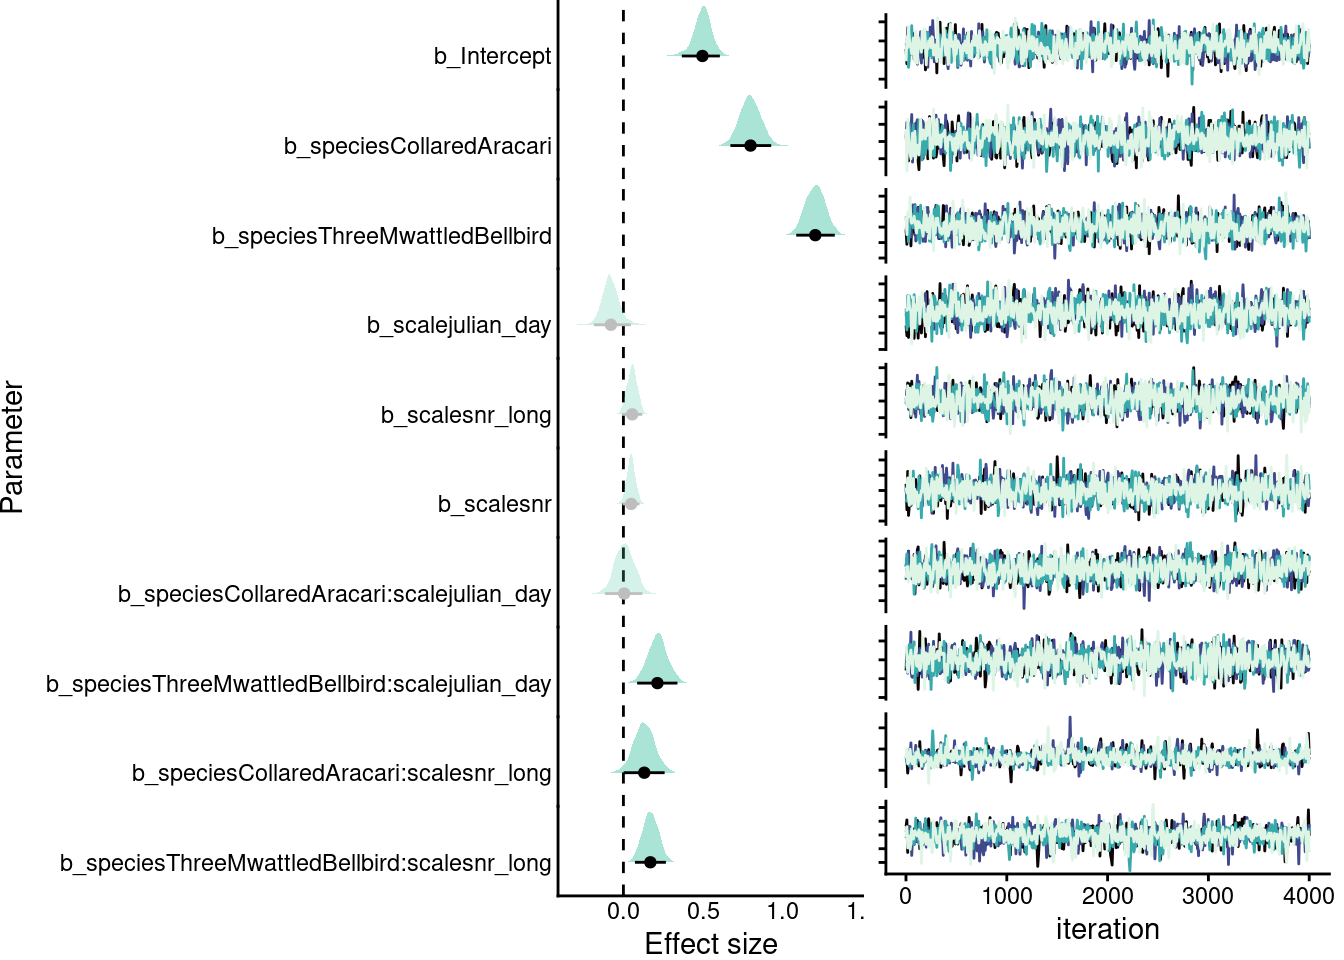 b_Intercept
b_speciesCollaredAracari
b_speciesThreeMwattledBellbird
b_scalejulian_day
b_scalesnr_long
b_scalesnr
b_speciesCollaredAracari:scalejulian_day
b_speciesThreeMwattledBellbird:scalejulian_day
b_speciesCollaredAracari:scalesnr_long
b_speciesThreeMwattledBellbird:scalesnr_long
Parameter
0.0 0.5 1.0 1.
Effect size
0 1000 2000 3000 4000
iteration